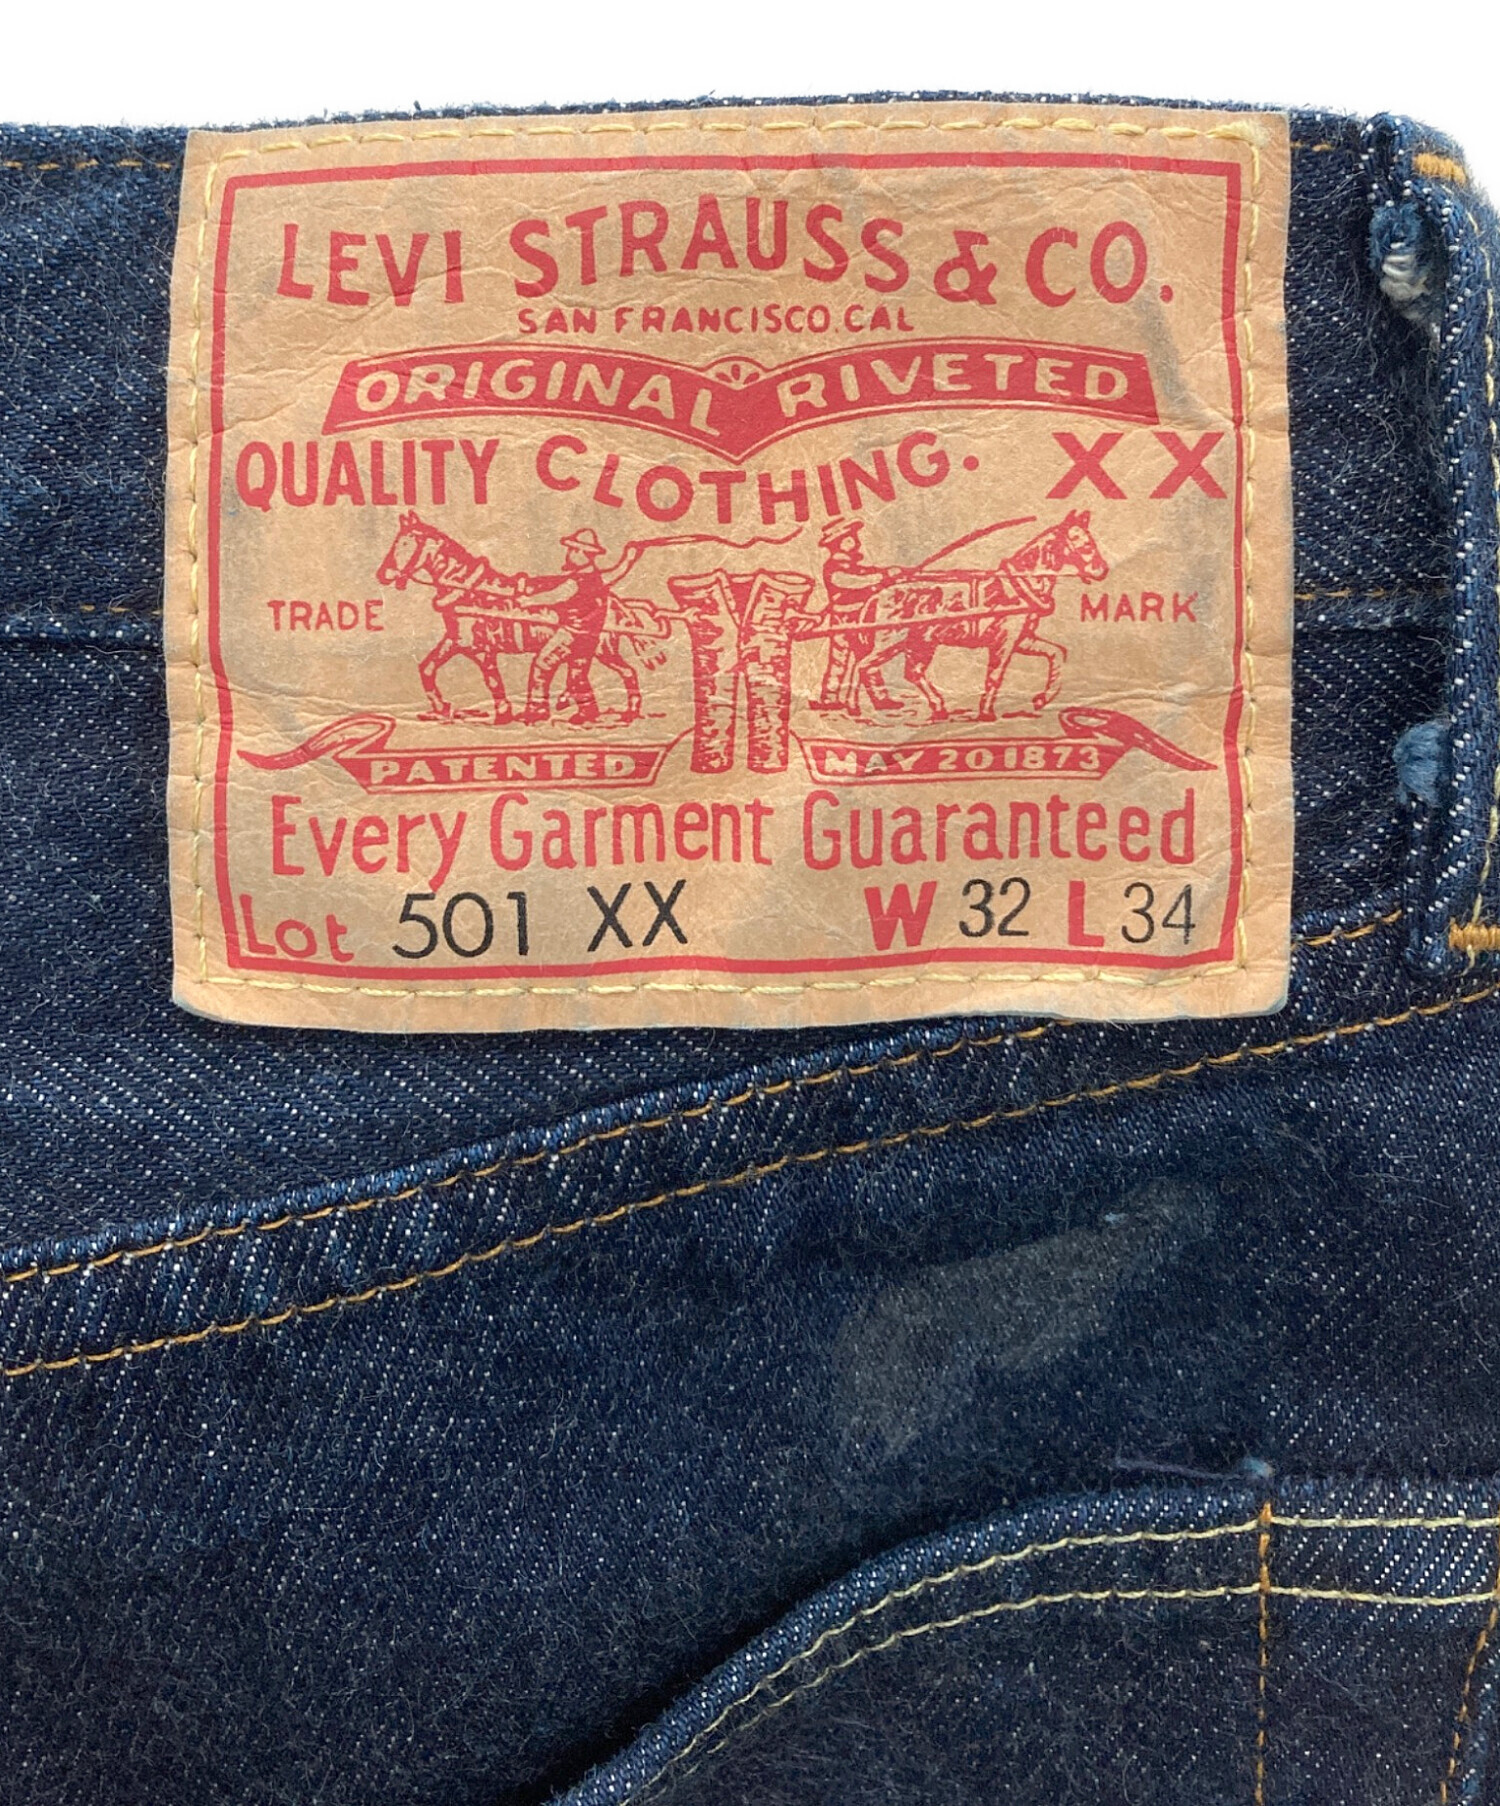 LEVI STRAUSS & CO.
SAN FRANCISCO.CAL
ORIGINAL RIVETED
QUALITY CLOTHING. XX
TRADE MARK
PATENTED MAY 20 1873
Every Garment Guaranteed
Lot 501 XX W 32 L 34